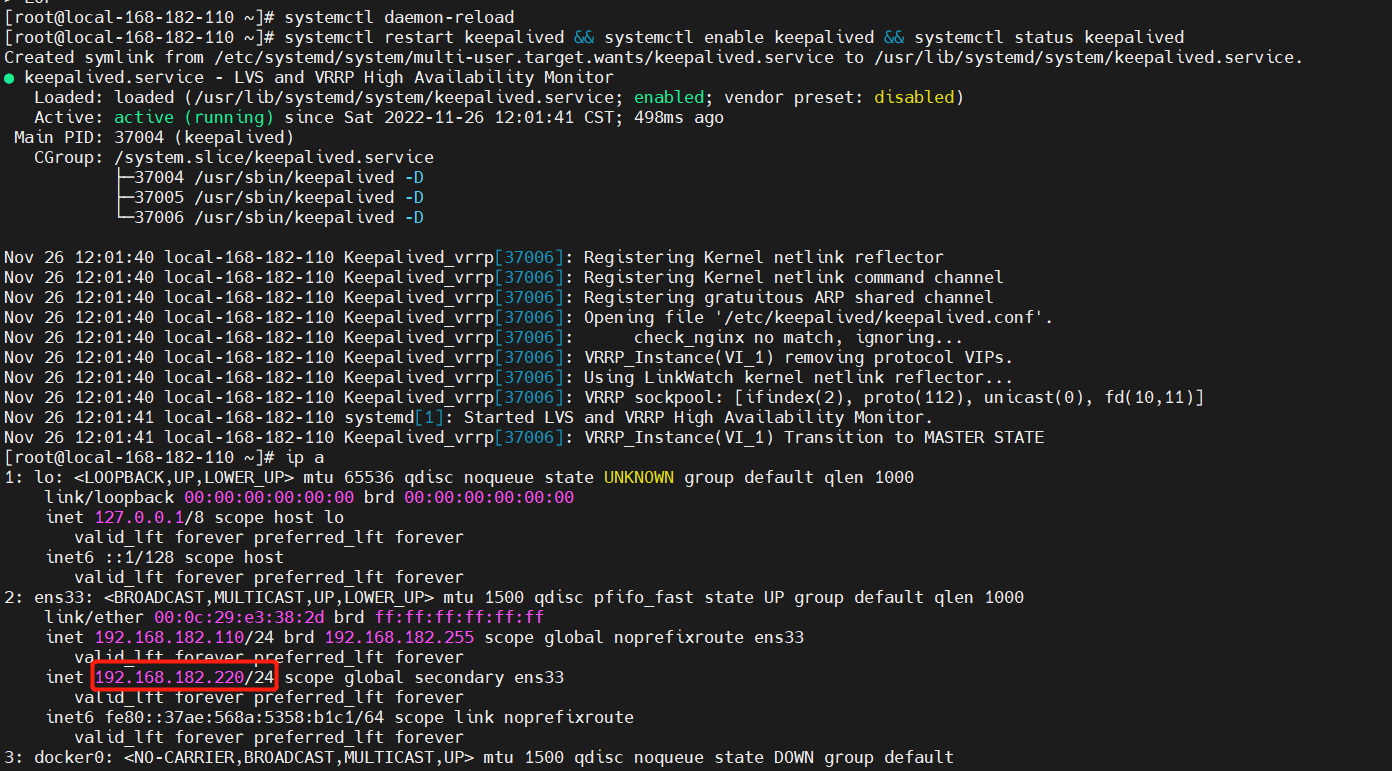 [root@local-168-182-110 ~]# systemctl daemon-reload
[root@local-168-182-110 ~]# systemctl restart keepalived && systemctl enable keepalived && systemctl status keepalived
Created symlink from /etc/systemd/system/multi-user.target.wants/keepalived.service to /usr/lib/systemd/system/keepalived.service.
● keepalived.service - LVS and VRRP High Availability Monitor
   Loaded: loaded (/usr/lib/systemd/system/keepalived.service; enabled; vendor preset: disabled)
   Active: active (running) since Sat 2022-11-26 12:01:41 CST; 498ms ago
 Main PID: 37004 (keepalived)
   CGroup: /system.slice/keepalived.service
           ├─37004 /usr/sbin/keepalived -D
           ├─37005 /usr/sbin/keepalived -D
           └─37006 /usr/sbin/keepalived -D
Nov 26 12:01:40 local-168-182-110 Keepalived_vrrp[37006]: Registering Kernel netlink reflector
Nov 26 12:01:40 local-168-182-110 Keepalived_vrrp[37006]: Registering Kernel netlink command channel
Nov 26 12:01:40 local-168-182-110 Keepalived_vrrp[37006]: Registering gratuitous ARP shared channel
Nov 26 12:01:40 local-168-182-110 Keepalived_vrrp[37006]: Opening file '/etc/keepalived/keepalived.conf'.
Nov 26 12:01:40 local-168-182-110 Keepalived_vrrp[37006]:      check_nginx no match, ignoring...
Nov 26 12:01:40 local-168-182-110 Keepalived_vrrp[37006]: VRRP_Instance(VI_1) removing protocol VIPs.
Nov 26 12:01:40 local-168-182-110 Keepalived_vrrp[37006]: Using LinkWatch kernel netlink reflector...
Nov 26 12:01:40 local-168-182-110 Keepalived_vrrp[37006]: VRRP sockpool: [ifindex(2), proto(112), unicast(0), fd(10,11)]
Nov 26 12:01:41 local-168-182-110 systemd[1]: Started LVS and VRRP High Availability Monitor.
Nov 26 12:01:41 local-168-182-110 Keepalived_vrrp[37006]: VRRP_Instance(VI_1) Transition to MASTER STATE
[root@local-168-182-110 ~]# ip a
1: lo: <LOOPBACK,UP,LOWER_UP> mtu 65536 qdisc noqueue state UNKNOWN group default qlen 1000
    link/loopback 00:00:00:00:00:00 brd 00:00:00:00:00:00
    inet 127.0.0.1/8 scope host lo
       valid_lft forever preferred_lft forever
    inet6 ::1/128 scope host
       valid_lft forever preferred_lft forever
2: ens33: <BROADCAST,MULTICAST,UP,LOWER_UP> mtu 1500 qdisc pfifo_fast state UP group default qlen 1000
    link/ether 00:0c:29:e3:38:2d brd ff:ff:ff:ff:ff:ff
    inet 192.168.182.110/24 brd 192.168.182.255 scope global noprefixroute ens33
       valid_lft forever preferred_lft forever
    inet 192.168.182.220/24 scope global secondary ens33
       valid_lft forever preferred_lft forever
    inet6 fe80::37ae:568a:5358:b1c1/64 scope link noprefixroute
       valid_lft forever preferred_lft forever
3: docker0: <NO-CARRIER,BROADCAST,MULTICAST,UP> mtu 1500 qdisc noqueue state DOWN group default